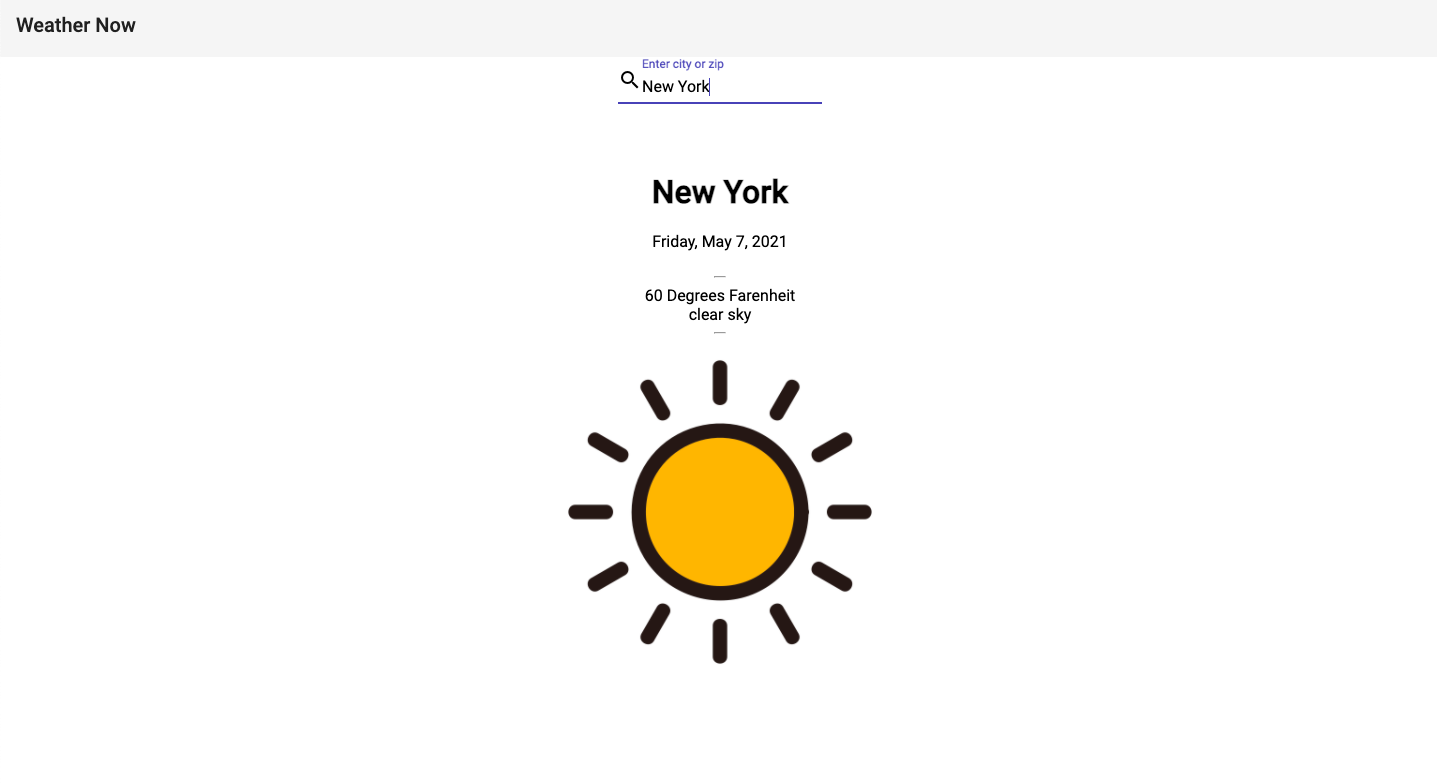 Weather Now
Enter city or zip
New York
New York
Friday, May 7, 2021
60 Degrees Farenheit
clear sky